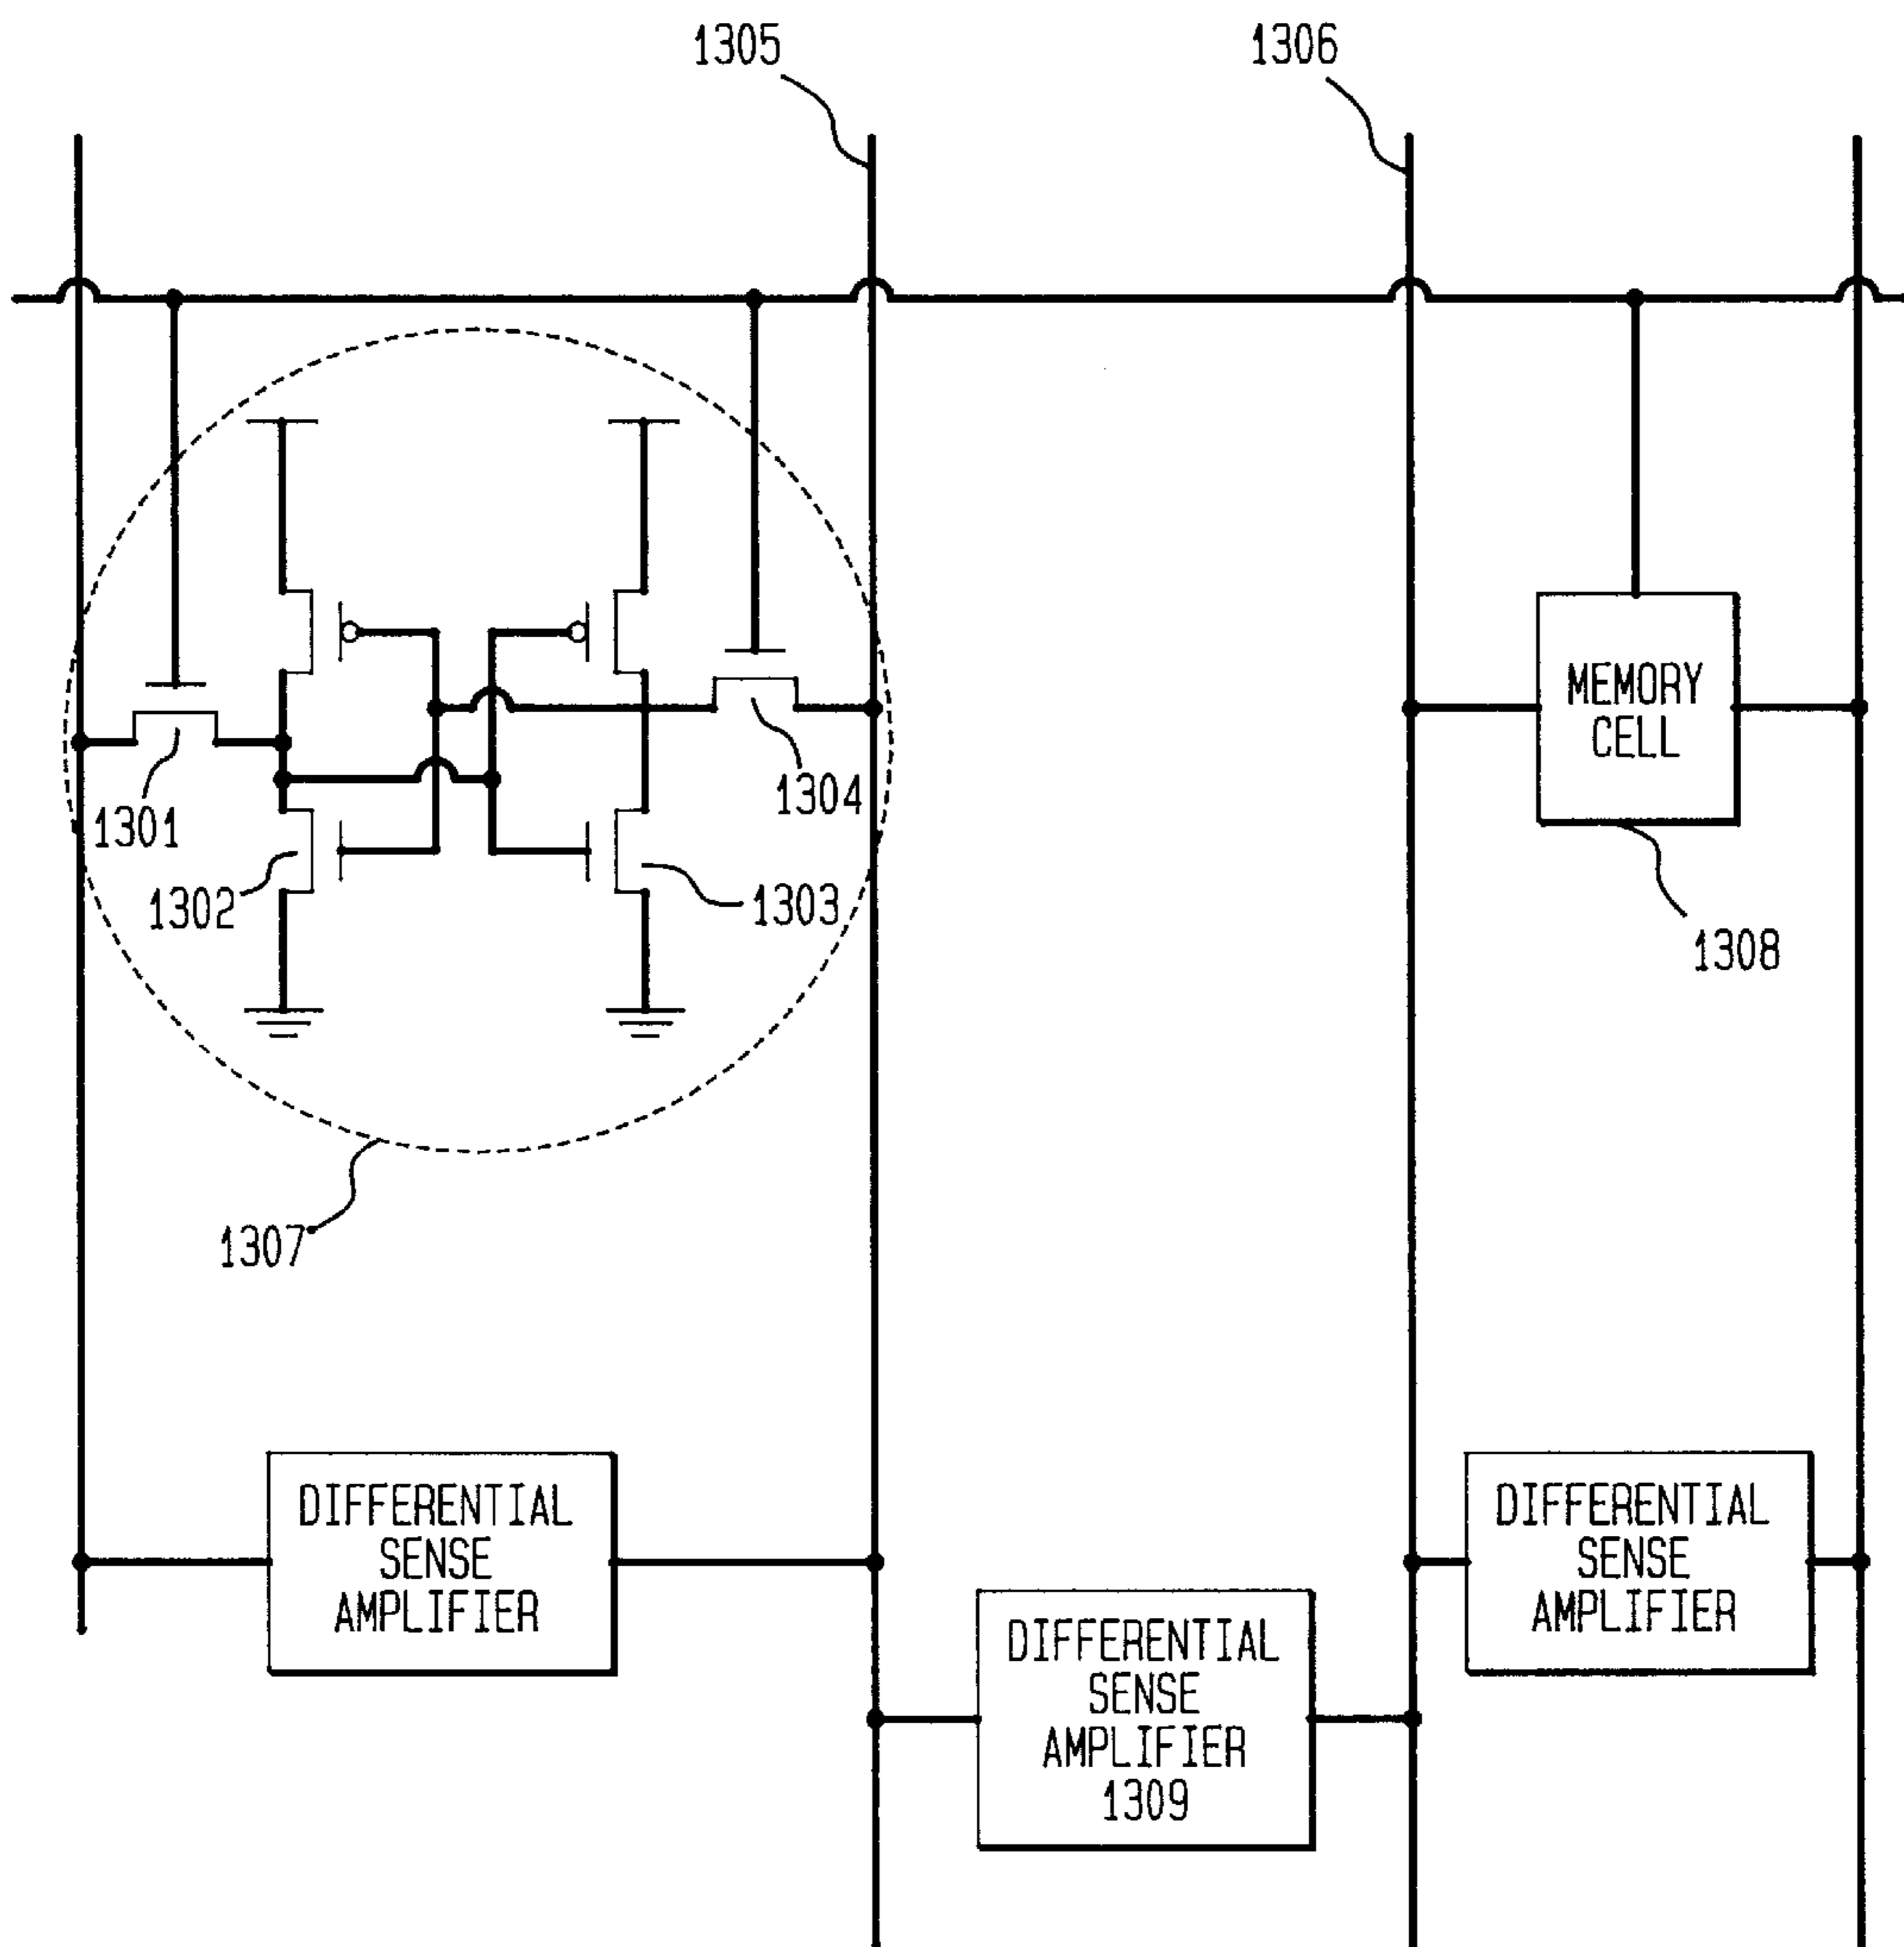 1305
1306
MEMORY
CELL
1301
1304
1302
1303
1308
1307
DIFFERENTIAL
SENSE
AMPLIFIER
DIFFERENTIAL
SENSE
AMPLIFIER
DIFFERENTIAL
SENSE
AMPLIFIER
1309